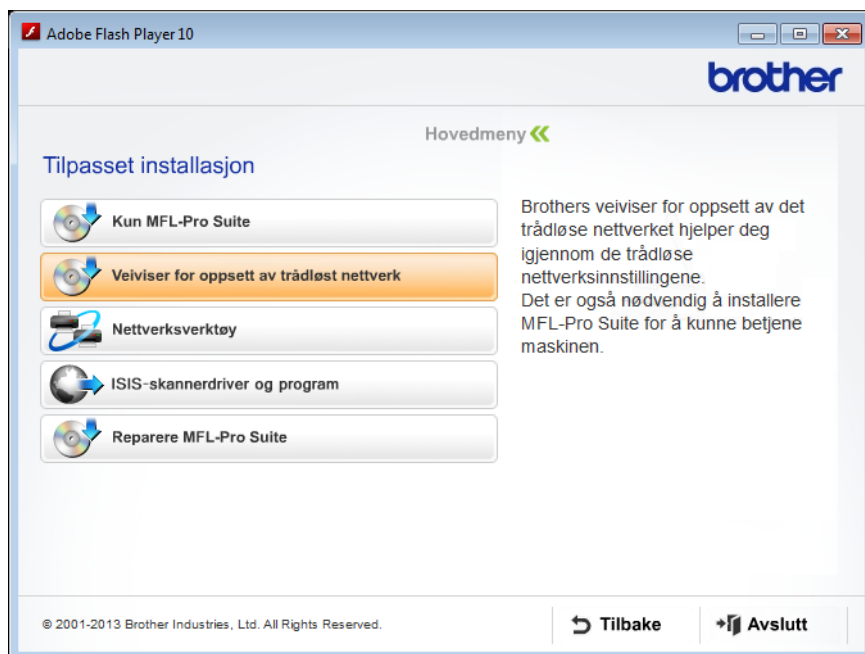 Adobe Flash Player 10
brother
Hovedmeny
Tilpasset installasjon
Kun MFL-Pro Suite
Veiviser for oppsett av trådløst nettverk
Nettverksverktøy
ISIS-skannerdriver og program
Reparere MFL-Pro Suite
Brothers veiviser for oppsett av det
trådløse nettverket hjelper deg
igjennom de trådløse
nettverksinnstillingene.
Det er også nødvendig å installere
MFL-Pro Suite for å kunne betjene
maskinen.
© 2001-2013 Brother Industries, Ltd. All Rights Reserved.
Tilbake
Avslutt